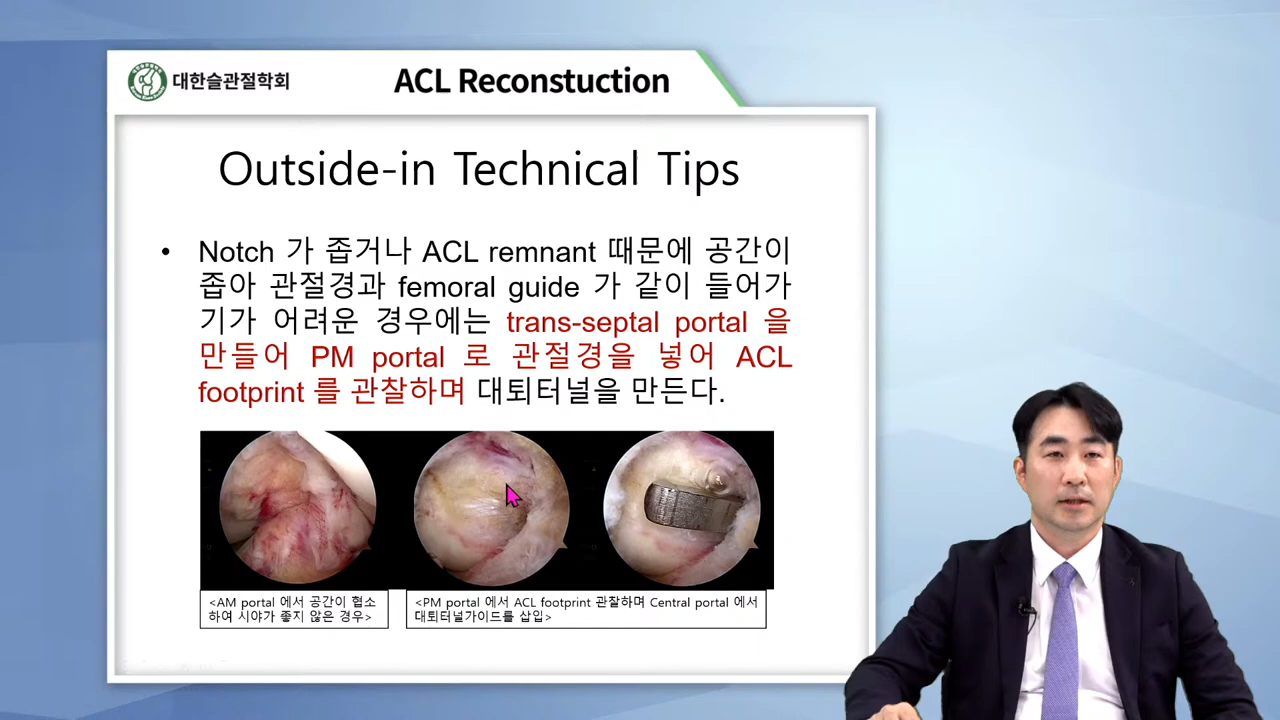 대한슬관절학회
ACL Reconstuction
Outside-in Technical Tips
• Notch 가 좁거나 ACL remnant 때문에 공간이
좁아 관절경과 femoral guide 가 같이 들어가
기가 어려운 경우에는 trans-septal portal 을
만들어 PM portal 로 관절경을 넣어 ACL
footprint 를 관찰하며 대퇴터널을 만든다.
<AM portal 에서 공간이 협소
하여 시야가 좋지 않은 경우>
<PM portal 에서 ACL footprint 관찰하며 Central portal 에서
대퇴터널가이드를 삽입>